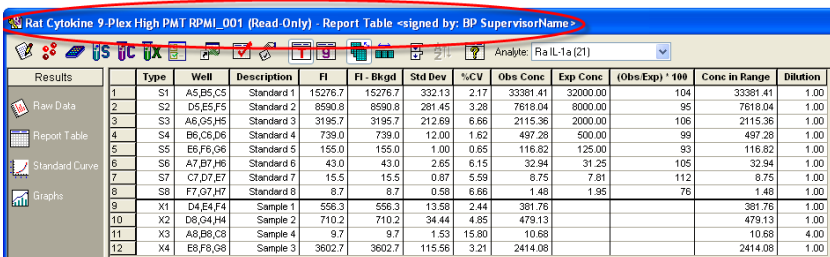 Rat Cytokine 9-Plex High PMT RPMI_001 (Read-Only) - Report Table <signed by: BP SupervisorName>
Analyte: Ra IL-1a (21)
Results Type Well Description FI FI - Bkgd Std Dev %CV Obs Conc Exp Conc (Obs/Exp) * 100 Conc in Range Dilution
1 S1 A5,B5,C5 Standard 1 15276.7 15276.7 332.13 2.17 33381.41 32000.00 104 33381.41 1.00
2 S2 D5,E5,F5 Standard 2 8590.8 8590.8 281.45 3.28 7618.04 8000.00 95 7618.04 1.00
Raw Data
3 S3 A6,G5,H5 Standard 3 3195.7 3195.7 212.69 6.66 2115.36 2000.00 106 2115.36 1.00
4 S4 B6,C6,D6 Standard 4 739.0 739.0 12.00 1.62 497.28 500.00 99 497.28 1.00
Report Table
5 S5 E6,F6,G6 Standard 5 155.0 155.0 1.00 0.65 116.82 125.00 93 116.82 1.00
6 S6 A7,B7,H6 Standard 6 43.0 43.0 2.65 6.15 32.94 31.25 105 32.94 1.00
Standard Curve
7 S7 C7,D7,E7 Standard 7 15.5 15.5 0.87 5.59 8.75 7.81 112 8.75 1.00
8 S8 F7,G7,H7 Standard 8 8.7 8.7 0.58 6.66 1.48 1.95 76 1.48 1.00
Graphs
9 X1 D4,E4,F4 Sample 1 556.3 556.3 13.58 2.44 381.76 381.76 1.00
10 X2 D8,G4,H4 Sample 2 710.2 710.2 34.44 4.85 479.13 479.13 1.00
11 X3 A8,B8,C8 Sample 4 9.7 9.7 1.53 15.80 10.68 10.68 4.00
12 X4 E8,F8,G8 Sample 3 3602.7 3602.7 115.56 3.21 2414.08 2414.08 1.00